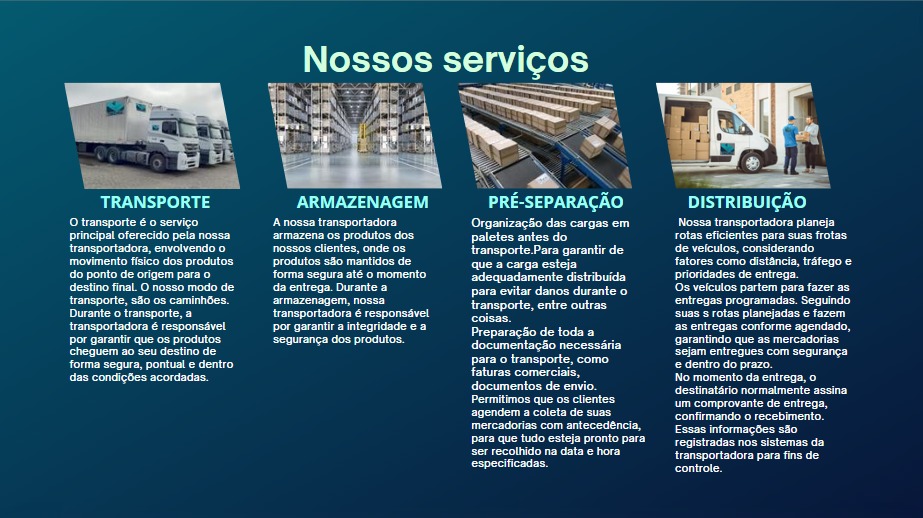 Nossos serviços
TRANSPORTE
O transporte é o serviço
principal oferecido pela nossa
transportadora, envolvendo o
movimento físico dos produtos
do ponto de origem para o
destino final. O nosso modo de
transporte, são os caminhões.
Durante o transporte, a
transportadora é responsável
por garantir que os produtos
cheguem ao seu destino de
forma segura, pontual e dentro
das condições acordadas.
ARMAZENAGEM
A nossa transportadora
armazena os produtos dos
nossos clientes, onde os
produtos são mantidos de
forma segura até o momento
da entrega. Durante a
armazenagem, nossa
transportadora é responsável
por garantir a integridade e a
segurança dos produtos.
PRÉ-SEPARAÇÃO
Organização das cargas em
paletes antes do
transporte.Para garantir de
que a carga esteja
adequadamente distribuída
para evitar danos durante o
transporte, entre outras
coisas.
Preparação de toda a
documentação necessária
para o transporte, como
faturas comerciais,
documentos de envio.
Permitimos que os clientes
agendem a coleta de suas
mercadorias com antecedência,
para que tudo esteja pronto para
ser recolhido na data e hora
especificadas.
DISTRIBUIÇÃO
Nossa transportadora planeja
rotas eficientes para suas frotas
de veículos, considerando
fatores como distância, tráfego e
prioridades de entrega.
Os veículos partem para fazer as
entregas programadas. Seguindo
suas s rotas planejadas e fazem
as entregas conforme agendado,
garantindo que as mercadorias
sejam entregues com segurança
e dentro do prazo.
No momento da entrega, o
destinatário normalmente assina
um comprovante de entrega,
confirmando o recebimento.
Essas informações são
registradas nos sistemas da
transportadora para fins de
controle.